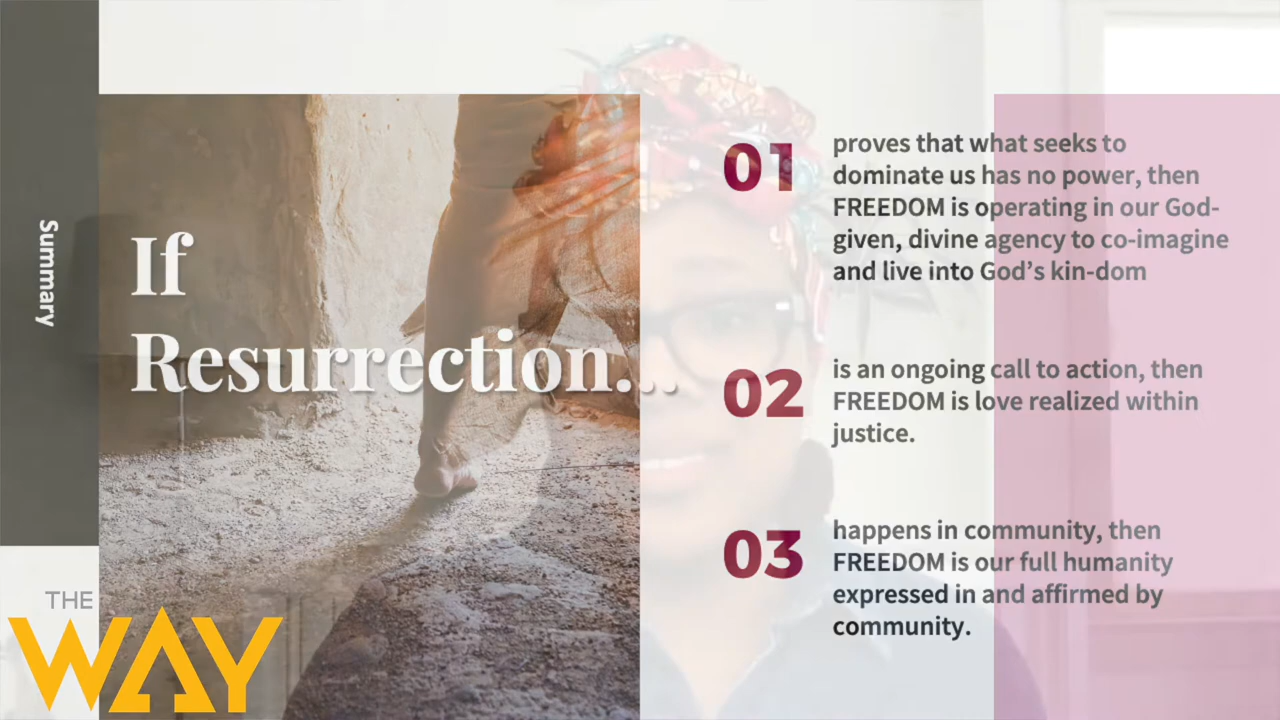 Summary
If
Resurrection...
01
proves that what seeks to
dominate us has no power, then
FREEDOM is operating in our God-
given, divine agency to co-imagine
and live into God’s kin-dom
02
is an ongoing call to action, then
FREEDOM is love realized within
justice.
03
happens in community, then
FREEDOM is our full humanity
expressed in and affirmed by
community.
THE
WAY